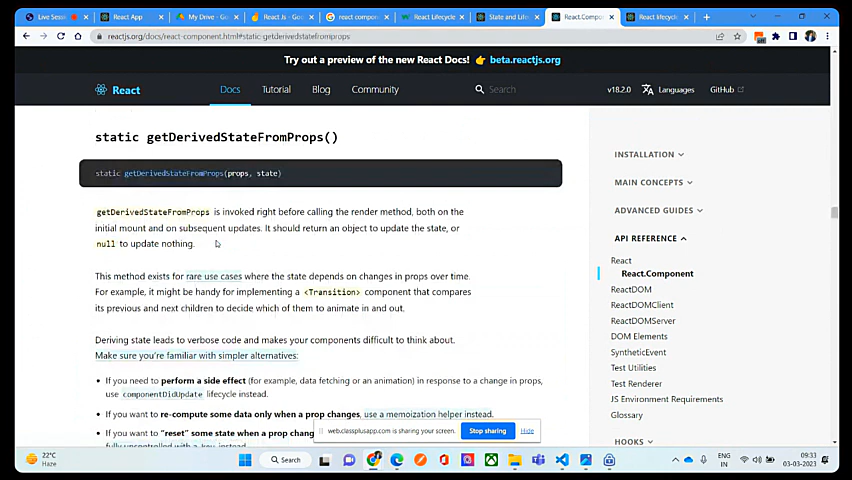 Live Sessi
React App
My Drive - G
React Js - G
react compon
React Lifecycle
State and Life
React.Compo
React lifecyc
reactjs.org/docs/react-component.html#static-getderivedstatefromprops
Try out a preview of the new React Docs! 👉 beta.reactjs.org
React
Docs
Tutorial
Blog
Community
Search
v18.2.0
Languages
GitHub
static getDerivedStateFromProps()
static getDerivedStateFromProps(props, state)
getDerivedStateFromProps is invoked right before calling the render method, both on the
initial mount and on subsequent updates. It should return an object to update the state, or
null to update nothing.
This method exists for rare use cases where the state depends on changes in props over time.
For example, it might be handy for implementing a <Transition> component that compares
its previous and next children to decide which of them to animate in and out.
Deriving state leads to verbose code and makes your components difficult to think about.
Make sure you're familiar with simpler alternatives:
• If you need to perform a side effect (for example, data fetching or an animation) in response to a change in props,
use componentDidUpdate lifecycle instead.
• If you want to re-compute some data only when a prop changes, use a memoization helper instead.
• If you want to "reset" some state when a prop chang
INSTALLATION
MAIN CONCEPTS
ADVANCED GUIDES
API REFERENCE
React
React.Component
ReactDOM
ReactDOMClient
ReactDOMServer
DOM Elements
SyntheticEvent
Test Utilities
Test Renderer
JS Environment Requirements
Glossary
HOOKS
web.classplusapp.com is sharing your screen.
Stop sharing
Hide
22°C
Haze
Search
ENG
IN
09:33
03-03-2023